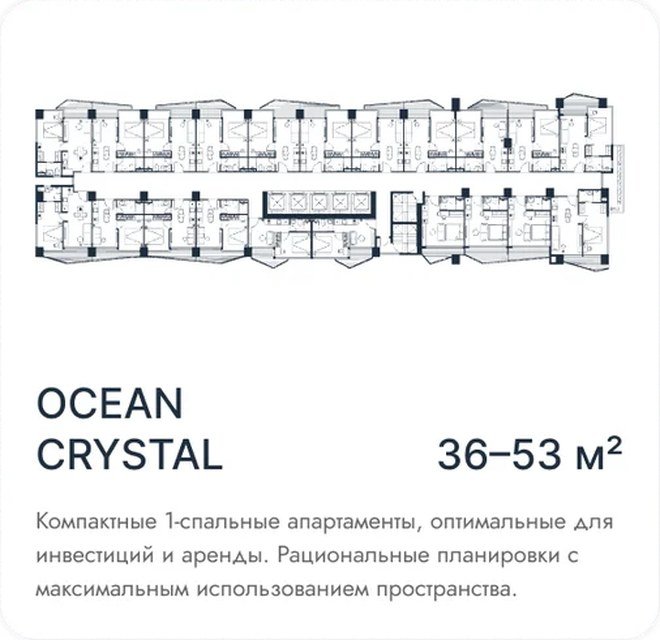 OCEAN
CRYSTAL
36–53 м²
Компактные 1-спальные апартаменты, оптимальные для
инвестиций и аренды. Рациональные планировки с
максимальным использованием пространства.